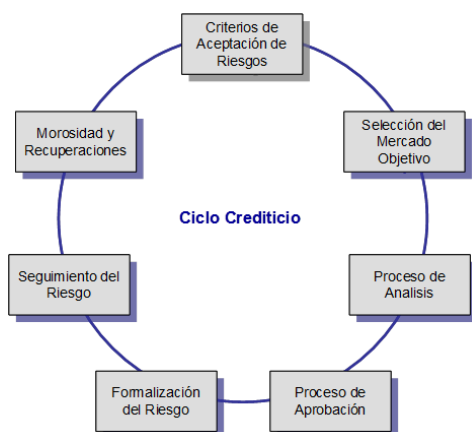 Criterios de
Aceptación de
Riesgos
Selección del
Mercado
Objetivo
Proceso de
Analisis
Proceso de
Aprobación
Formalización
del Riesgo
Seguimiento del
Riesgo
Morosidad y
Recuperaciones
Ciclo Crediticio